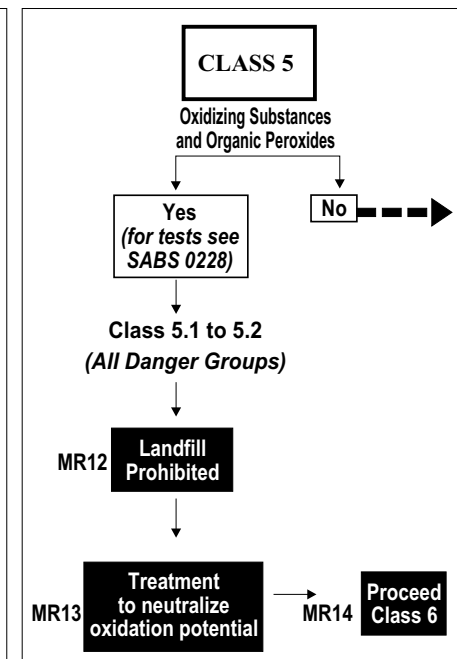 CLASS 5
Oxidizing Substances
and Organic Peroxides
Yes
(for tests see
SABS 0228)
No
Class 5.1 to 5.2
(All Danger Groups)
MR12
Landfill
Prohibited
MR13
Treatment
to neutralize
oxidation potential
MR14
Proceed
Class 6